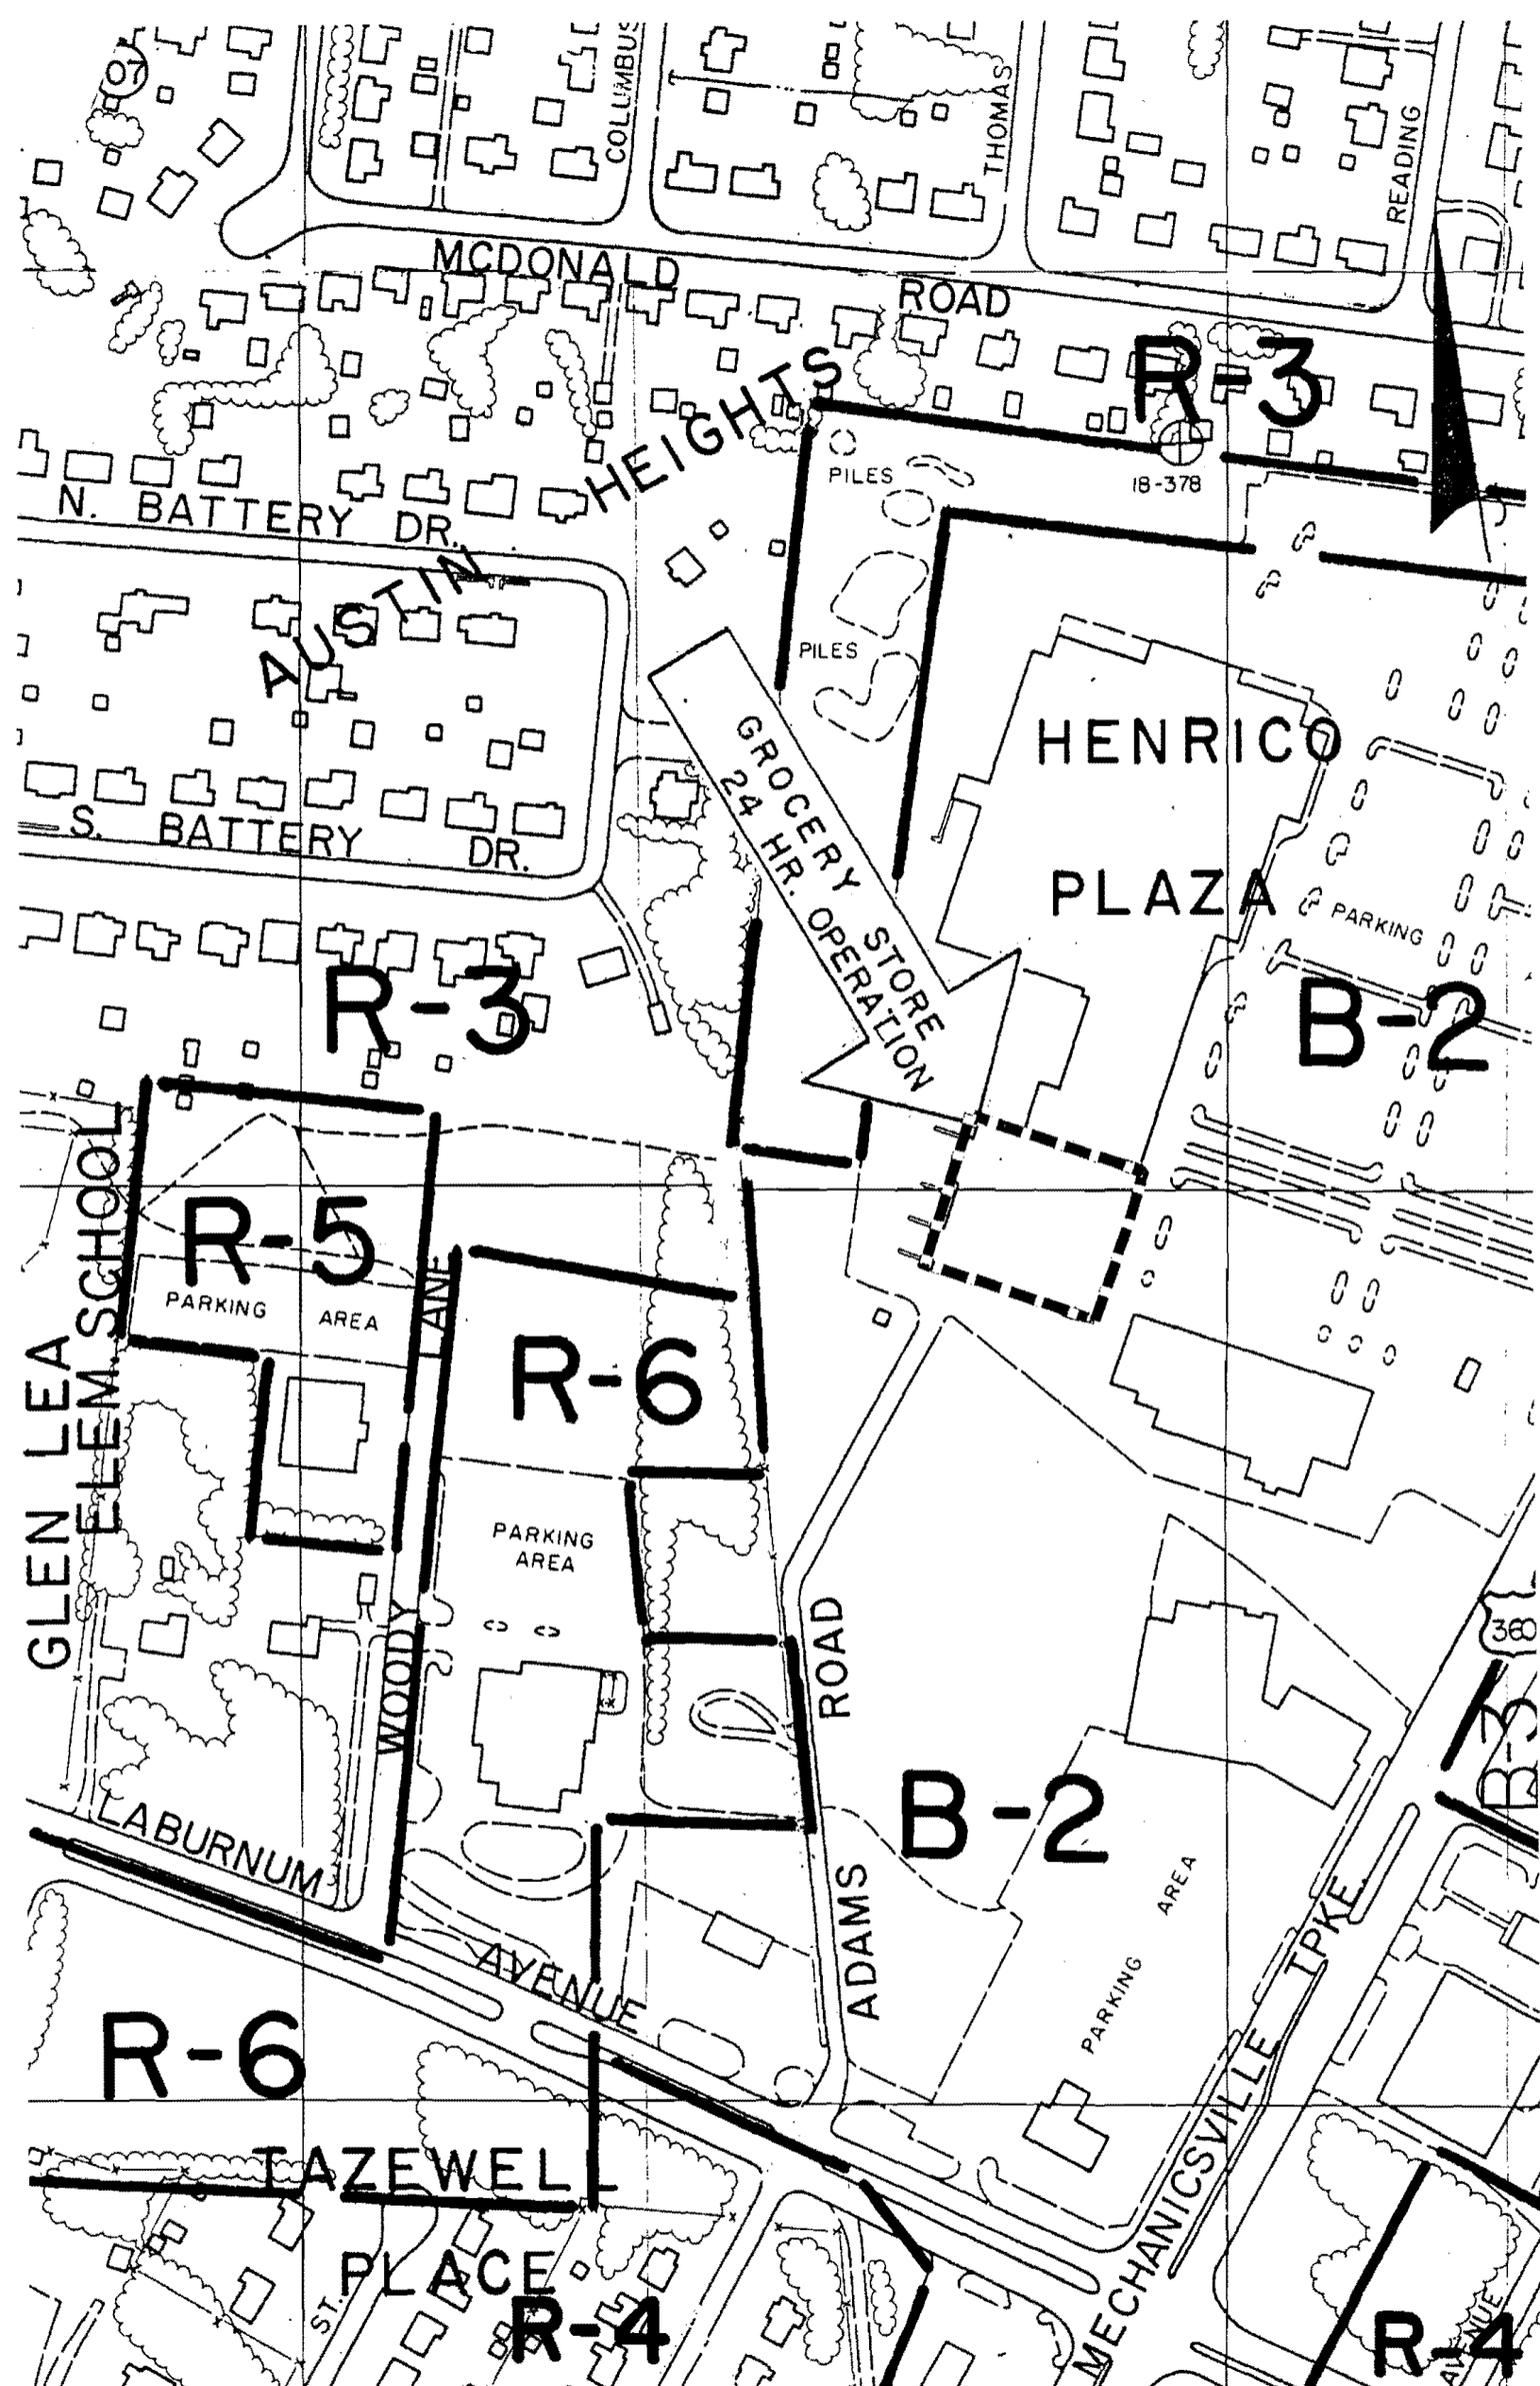 COLUMBUS
THOMAS
READING
MCDONALD ROAD
R-3
HEIGHTS
PILES
18-378
N. BATTERY DR.
AUSTIN
PILES
HENRICO
PLAZA
GROCERY STORE
24 HR. OPERATION
S. BATTERY DR.
PARKING
R-3
B-2
GLEN LEA
ELEM. SCHOOL
R-5
PARKING AREA
R-6
WOODY LANE
PARKING
AREA
ADAMS ROAD
360
B-3
B-2
PARKING AREA
LABURNUM AVENUE
MECHANICSVILLE TPKE.
R-6
TAZEWELL
PLACE
ST.
R-4
R-4
AVENUE